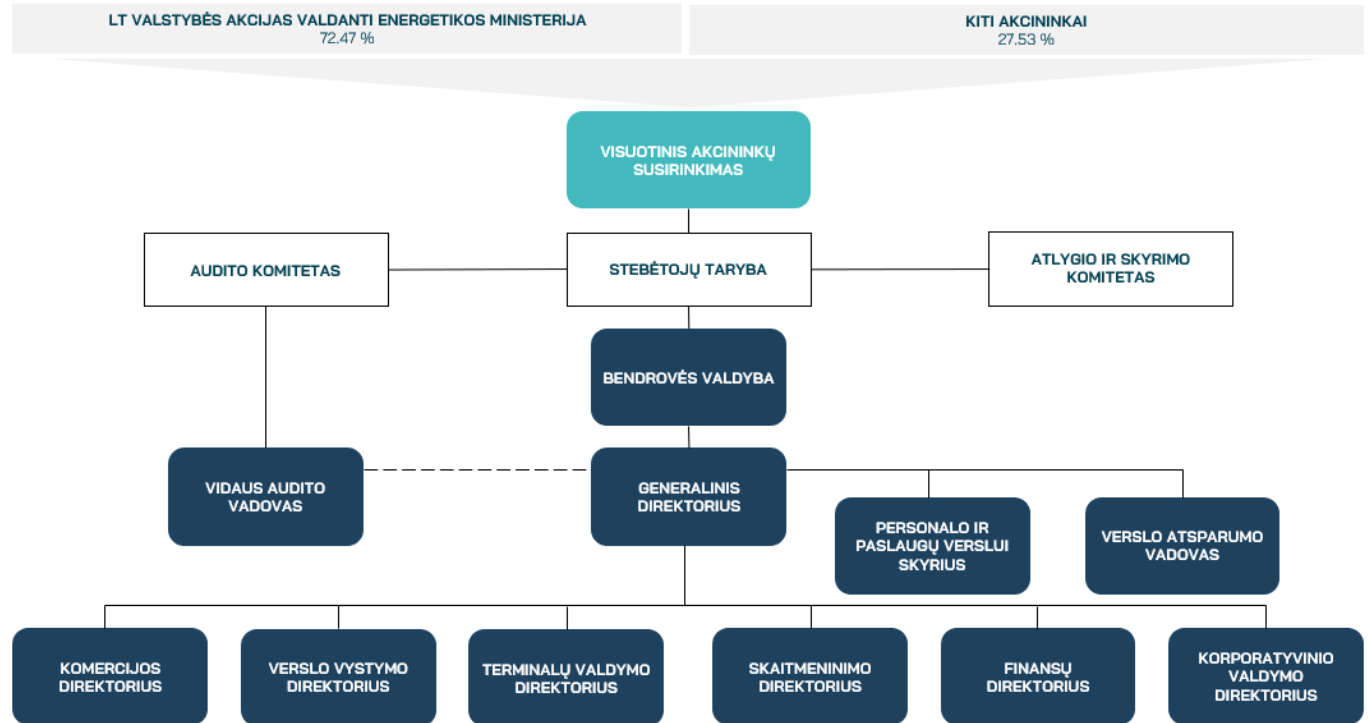 LT VALSTYBĖS AKCIJAS VALDANTI ENERGETIKOS MINISTERIJA
72.47 %
KITI AKCININKAI
27.53 %
VISUOTINIS AKCININKŲ
SUSIRINKIMAS
AUDITO KOMITETAS
STEBĖTOJŲ TARYBA
ATLYGIO IR SKYRIMO
KOMITETAS
BENDROVĖS VALDYBA
VIDAUS AUDITO
VADOVAS
GENERALINIS
DIREKTORIUS
PERSONALO IR
PASLAUGŲ VERSLUI
SKYRIUS
VERSLO ATSPARUMO
VADOVAS
KOMERCIJOS
DIREKTORIUS
VERSLO VYSTYMO
DIREKTORIUS
TERMINALŲ VALDYMO
DIREKTORIUS
SKAITMENINIMO
DIREKTORIUS
FINANSŲ
DIREKTORIUS
KORPORATYVINIO
VALDYMO
DIREKTORIUS